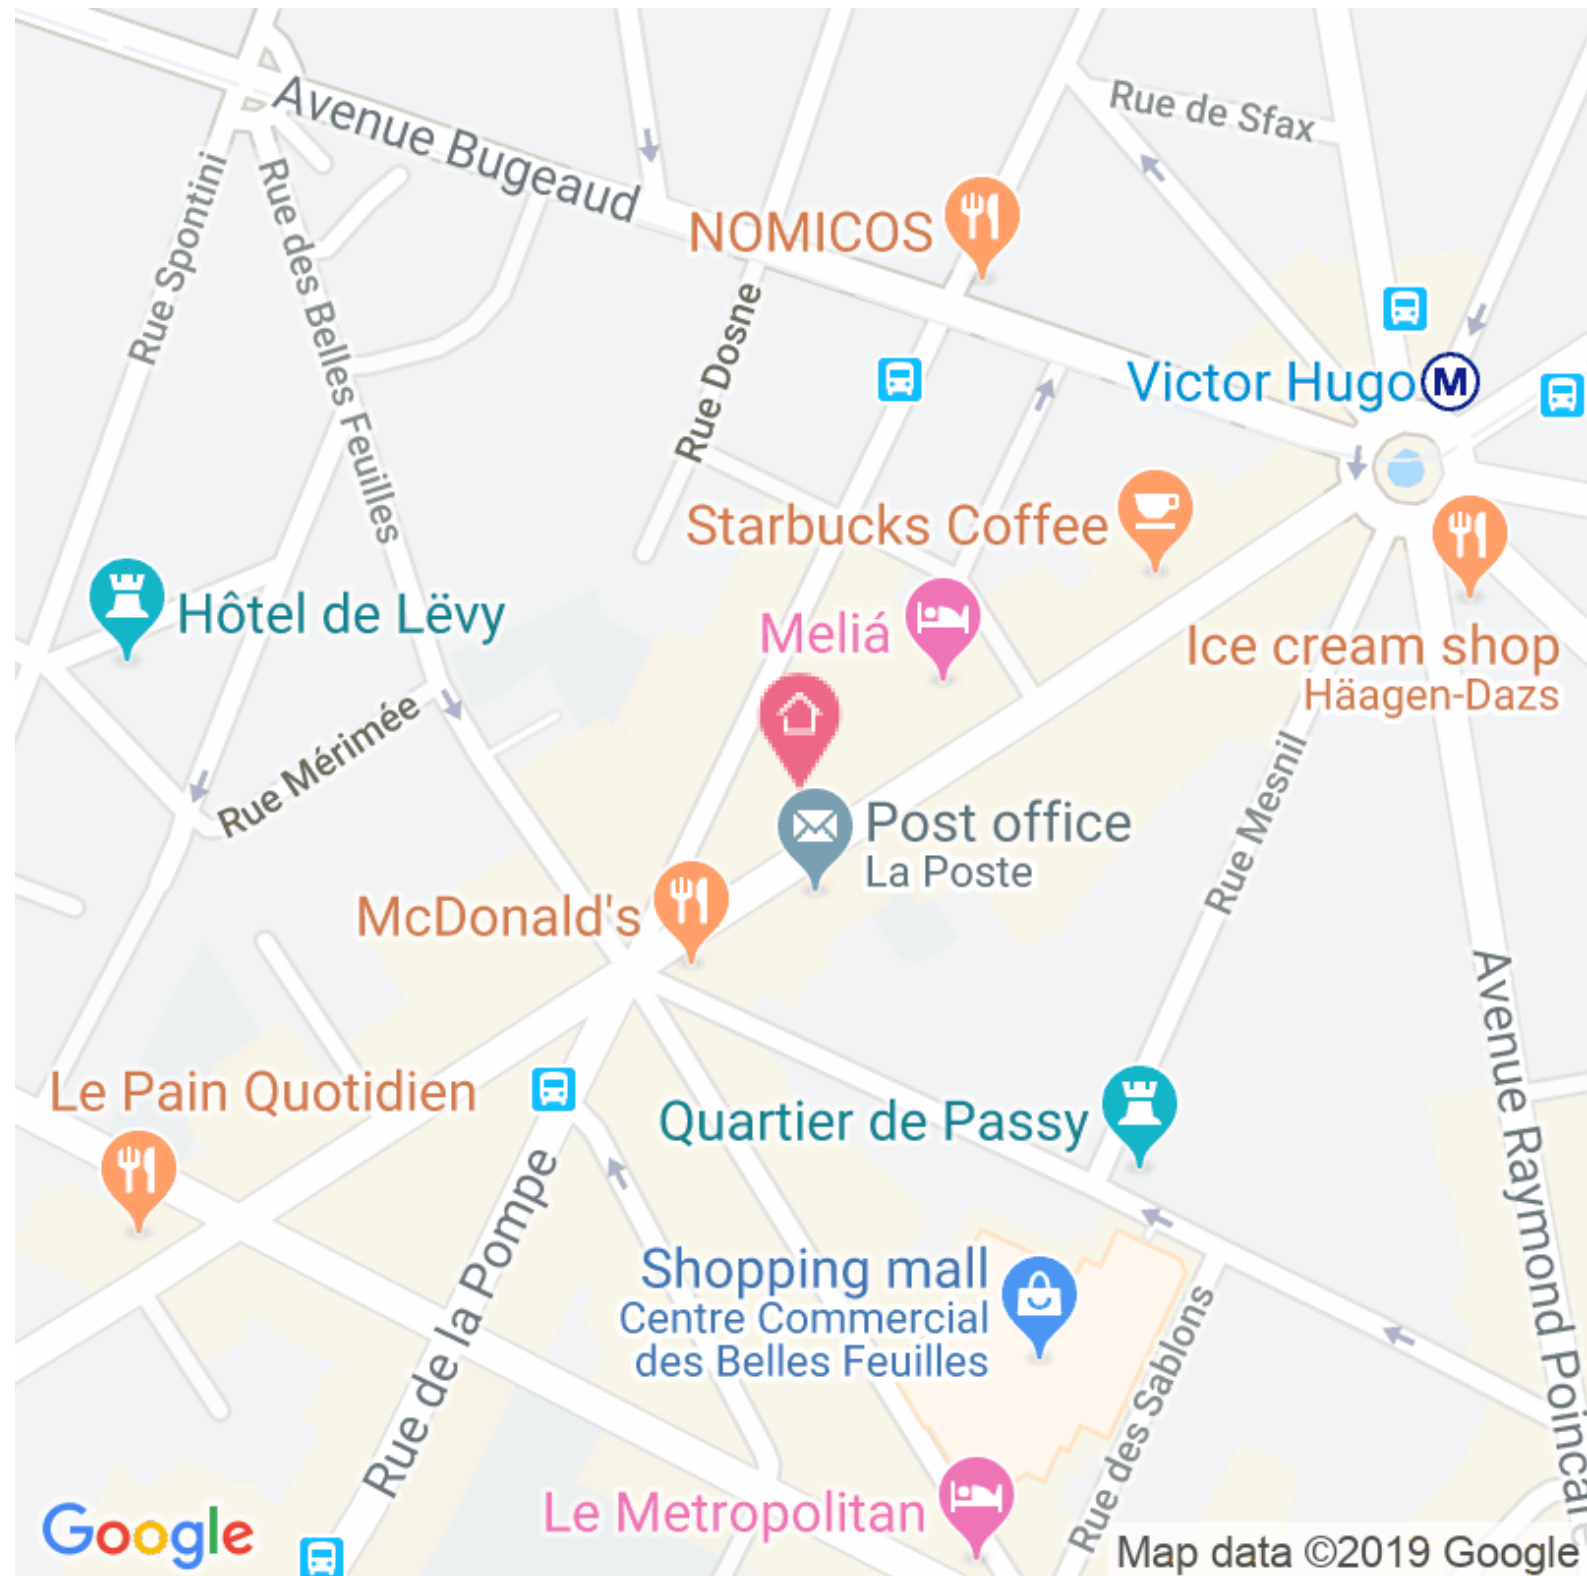 Avenue Bugeaud
Rue de Sfax
Rue Spontini
Rue des Belles Feuilles
NOMICOS
Rue Dosne
Victor Hugo
M
Starbucks Coffee
Hôtel de Lëvy
Meliá
Ice cream shop
Häagen-Dazs
Rue Mérimée
Rue Mesnil
Post office
La Poste
McDonald's
Avenue Raymond Poincaré
Le Pain Quotidien
Quartier de Passy
Rue de la Pompe
Shopping mall
Centre Commercial
des Belles Feuilles
Rue des Sablons
Le Metropolitan
Google
Map data ©2019 Google